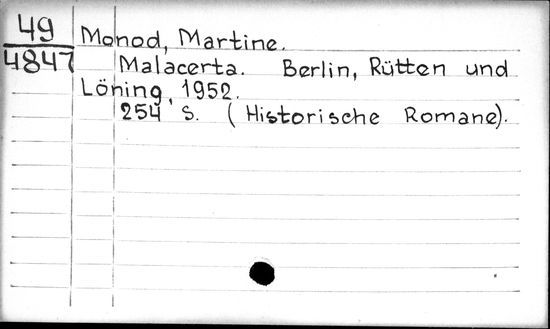 49
4847
Monod, Martine.
Malacerta. Berlin, Rütten und
Löning, 1952.
254 S. (Historische Romane).